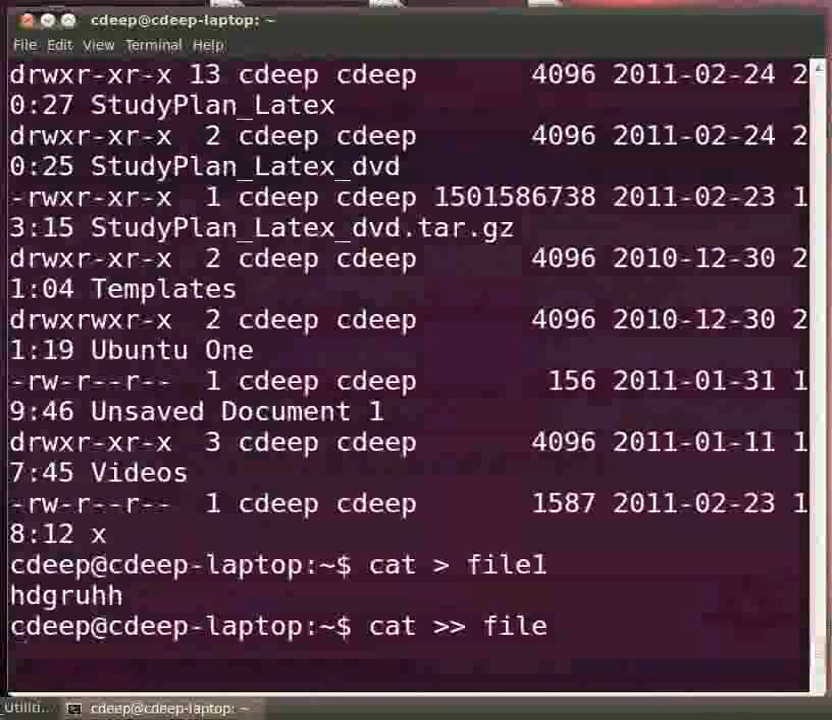 cdeep@cdeep-laptop: ~
File Edit View Terminal Help
drwxr-xr-x 13 cdeep cdeep 4096 2011-02-24 2
0:27 StudyPlan_Latex
drwxr-xr-x 2 cdeep cdeep 4096 2011-02-24 2
0:25 StudyPlan_Latex_dvd
-rwxr-xr-x 1 cdeep cdeep 1501586738 2011-02-23 1
3:15 StudyPlan_Latex_dvd.tar.gz
drwxr-xr-x 2 cdeep cdeep 4096 2010-12-30 2
1:04 Templates
drwxrwxr-x 2 cdeep cdeep 4096 2010-12-30 2
1:19 Ubuntu One
-rw-r--r-- 1 cdeep cdeep 156 2011-01-31 1
9:46 Unsaved Document 1
drwxr-xr-x 3 cdeep cdeep 4096 2011-01-11 1
7:45 Videos
-rw-r--r-- 1 cdeep cdeep 1587 2011-02-23 1
8:12 x
cdeep@cdeep-laptop:~$ cat > file1
hdgruhh
cdeep@cdeep-laptop:~$ cat >> file
cdeep@cdeep-laptop: ~